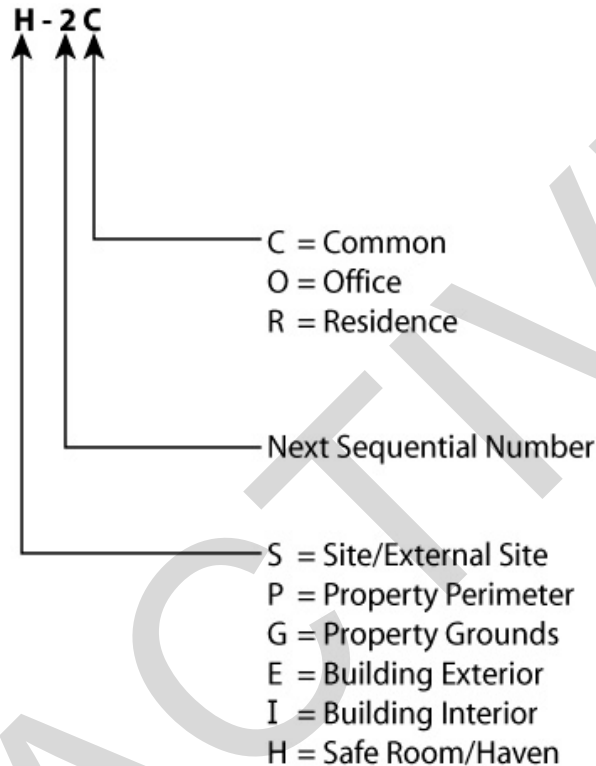 H - 2 C
C = Common
O = Office
R = Residence
Next Sequential Number
S = Site/External Site
P = Property Perimeter
G = Property Grounds
E = Building Exterior
I = Building Interior
H = Safe Room/Haven